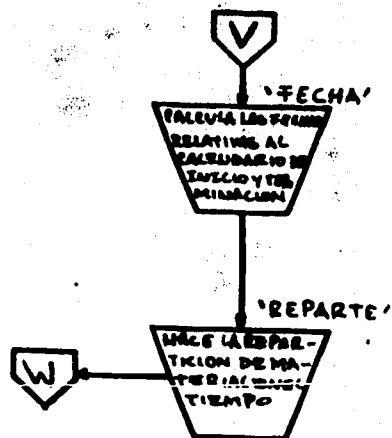 V
'FECHA'
CALCULA LAS FECHAS
RELATIVAS AL
CALENDARIO DE
INICIO Y TER
MINACION
'REPARTE'
HACE LA REPAR-
TICION DE MA-
TERIALES
TIEMPO
W